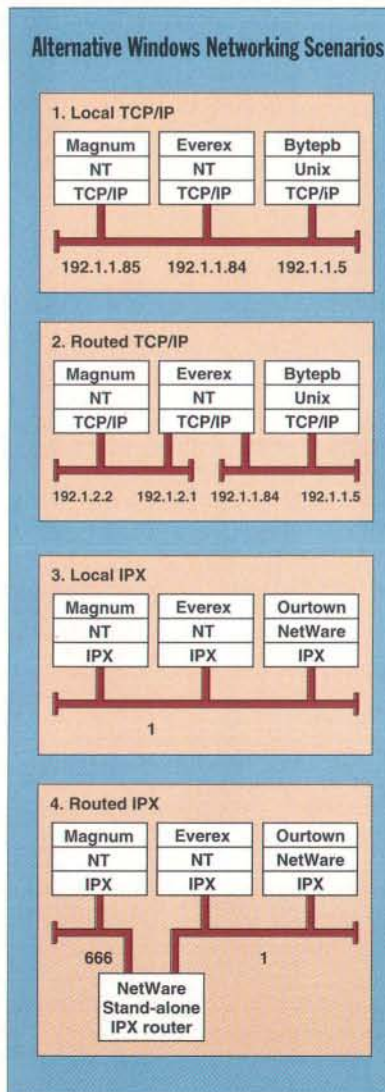 Alternative Windows Networking Scenarios
1. Local TCP/IP
Magnum Everex Bytepb
NT NT Unix
TCP/IP TCP/IP TCP/iP
192.1.1.85 192.1.1.84 192.1.1.5
2. Routed TCP/IP
Magnum Everex Bytepb
NT NT Unix
TCP/IP TCP/IP TCP/IP
192.1.2.2 192.1.2.1 192.1.1.84 192.1.1.5
3. Local IPX
Magnum Everex Ourtown
NT NT NetWare
IPX IPX IPX
1
4. Routed IPX
Magnum Everex Ourtown
NT NT NetWare
IPX IPX IPX
666 1
NetWare
Stand-alone
IPX router